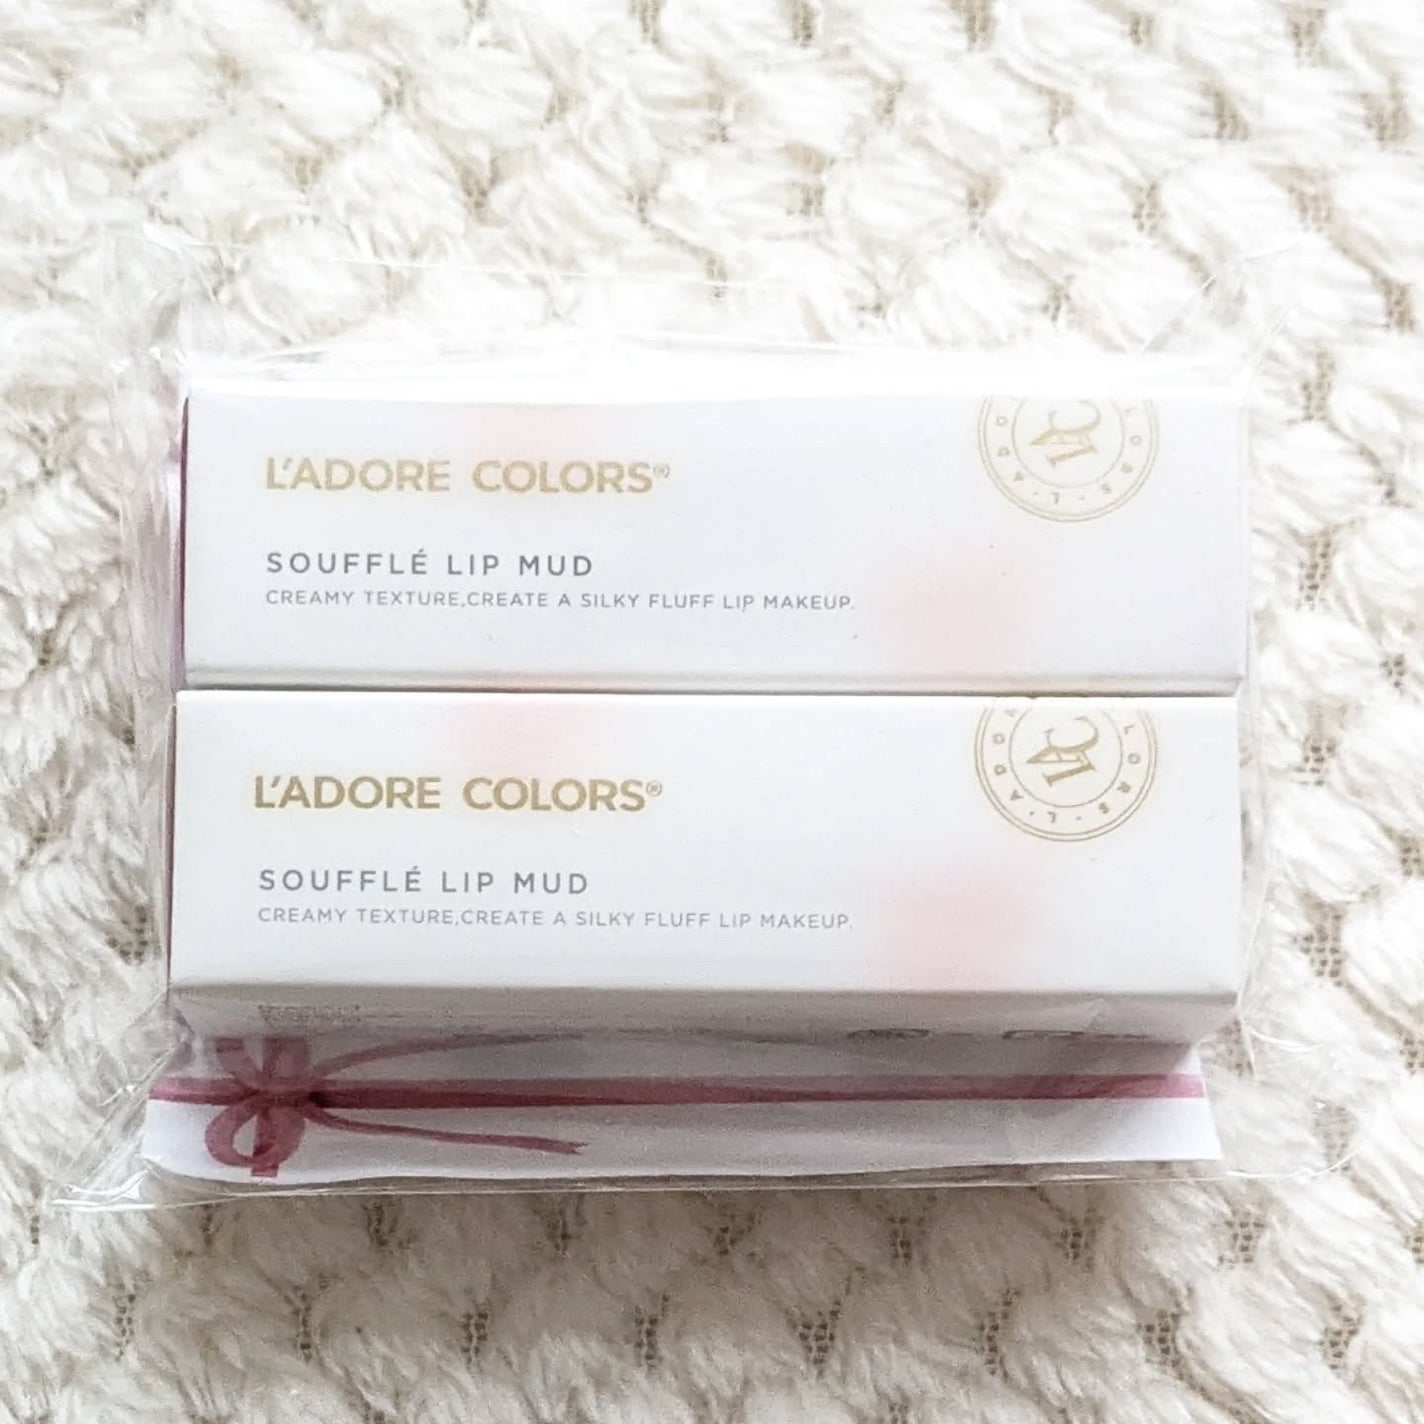 L'ADORE COLORS®
SOUFFLÉ LIP MUD
CREAMY TEXTURE,CREATE A SILKY FLUFF LIP MAKEUP.
L'ADORE COLORS®
SOUFFLÉ LIP MUD
CREAMY TEXTURE,CREATE A SILKY FLUFF LIP MAKEUP.